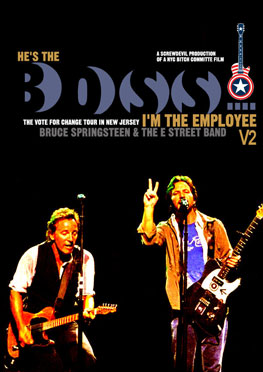 HE'S THE
A SCREWDEVIL PRODUCTION
OF A NYC BITCH COMMITTE FILM
BOSS....
THE VOTE FOR CHANGE TOUR IN NEW JERSEY I'M THE EMPLOYEE
BRUCE SPRINGSTEEN & THE E STREET BAND
V2